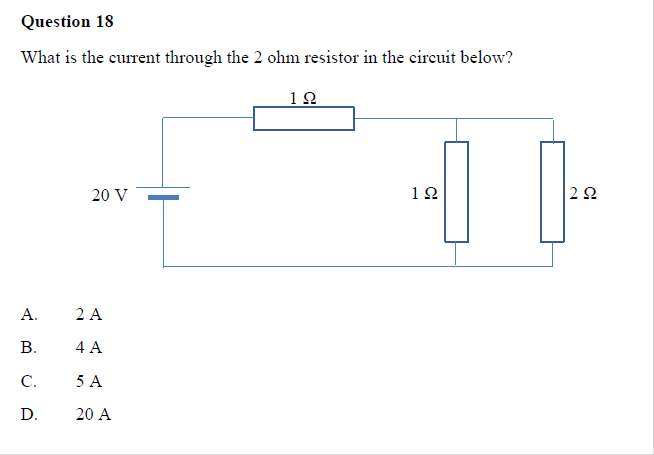 Question 18
What is the current through the 2 ohm resistor in the circuit below?
1 Ω
20 V
1 Ω
2 Ω
A. 2 A
B. 4 A
C. 5 A
D. 20 A